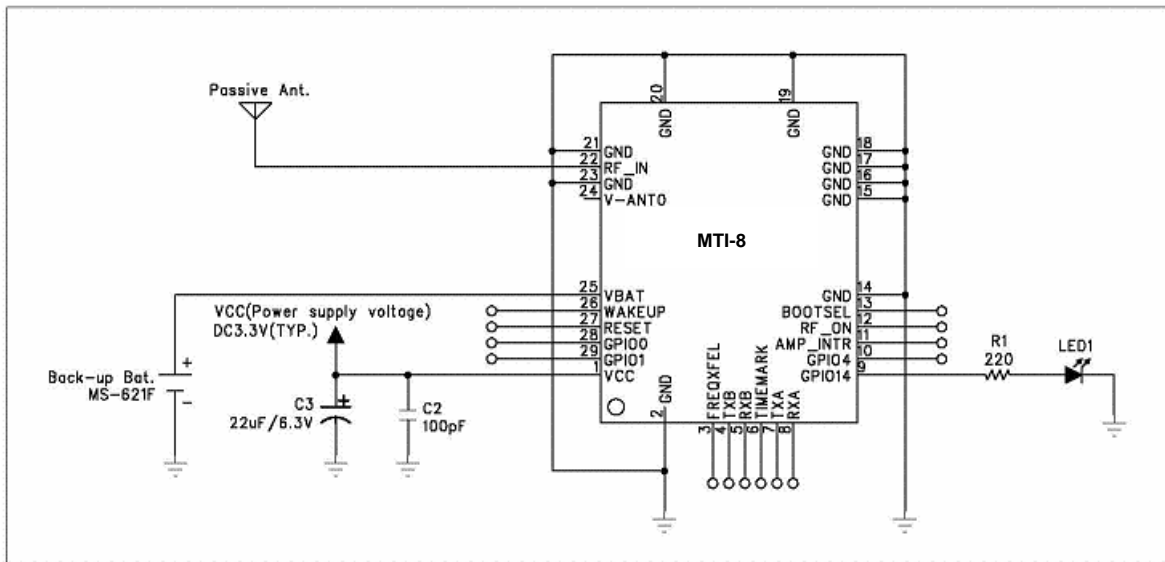 Passive Ant.
20
GND
19
GND
21
GND
22
RF_IN
23
GND
24
V-ANTO
18
GND
17
GND
16
GND
15
GND
MTI-8
25
VBAT
26
WAKEUP
27
RESET
28
GPIO0
29
GPIO1
1
VCC
14
GND
13
BOOTSEL
12
RF_ON
11
AMP_INTR
10
GPIO4
9
GPIO14
VCC(Power supply voltage)
DC3.3V(TYP.)
+
Back-up Bat.
MS-621F
−
+
C3
22uF/6.3V
C2
100pF
2
GND
3
FREQXFEL
4
TXB
5
RXB
6
TIMEMARK
7
TXA
8
RXA
R1
220
LED1